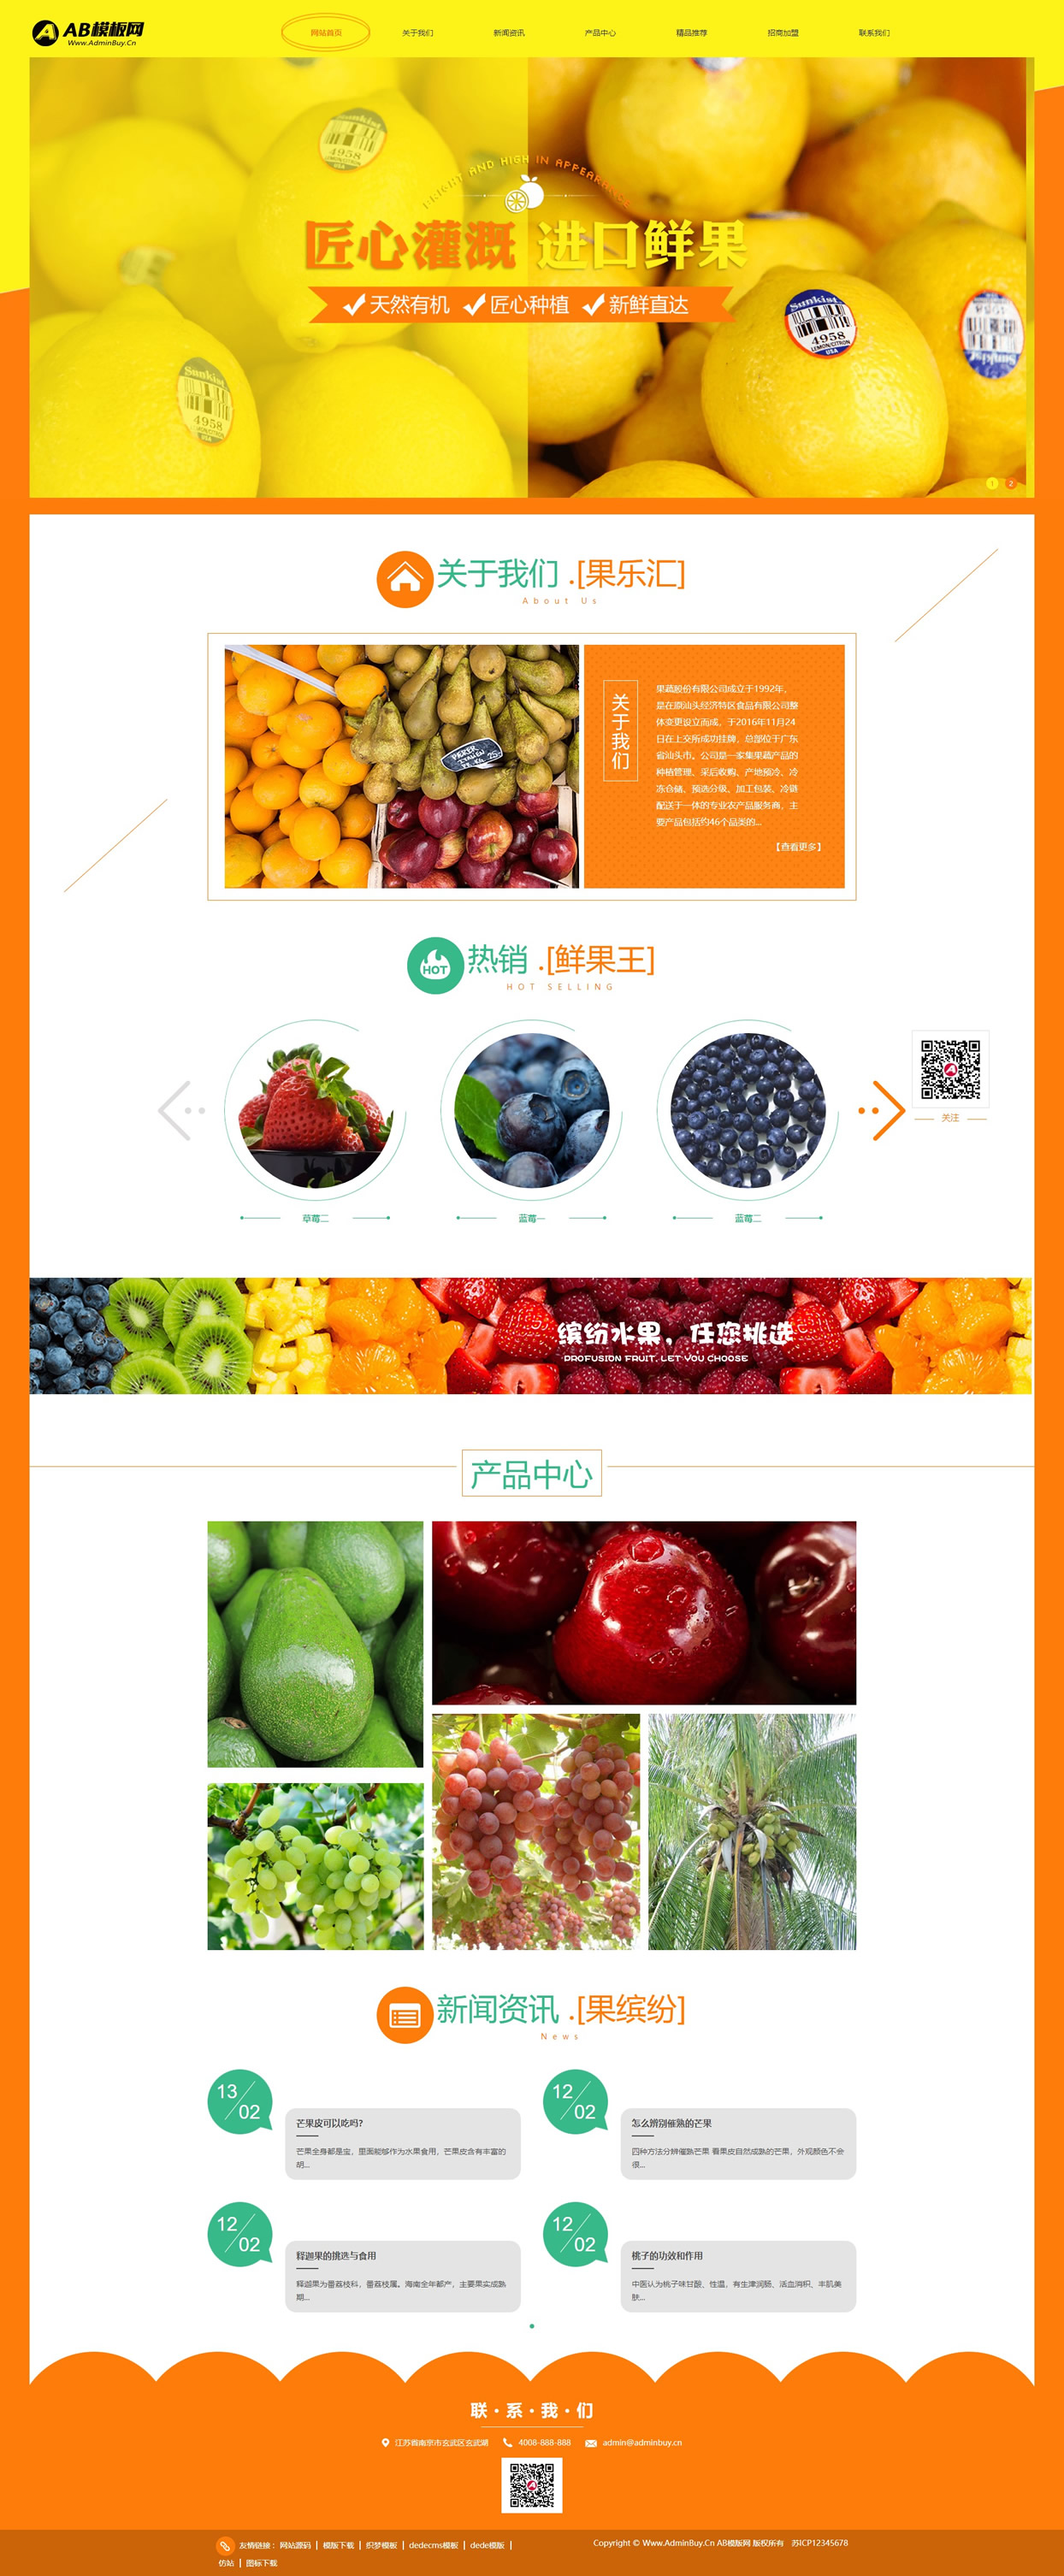 AB模板网
Www.AdminBuy.Cn
网站首页 关于我们 新闻资讯 产品中心 精品推荐 招商加盟 联系我们
BRIGHT AND HIGH IN APPEARANCE
匠心灌溉 进口鲜果
天然有机 匠心种植 新鲜直达
4958
Sunkist
4958
LEMON/CITRON
USA
Sunkist
Sunkist
4958
USA
1 2
关于我们 .[果乐汇]
About Us
关于我们
果蔬股份有限公司成立于1992年,
是在原汕头经济特区食品有限公司整
体变更设立而成，于2016年11月24
日在上交所成功挂牌，总部位于广东
省汕头市。公司是一家集果蔬产品的
种植管理、采后收购、产地预冷、冷
冻仓储、预选分级、加工包装、冷链
配送于一体的专业农产品服务商，主
要产品包括约46个品类的...
【查看更多】
HOT
热销 .[鲜果王]
HOT SELLING
关注
草莓二 蓝莓一 蓝莓二
缤纷水果，任您挑选
PROFUSION FRUIT, LET YOU CHOOSE
产品中心
新闻资讯 .[果缤纷]
News
13/02
芒果皮可以吃吗?
芒果全身都是宝，里面能够作为水果食用，芒果皮含有丰富的
胡...
12/02
怎么辨别催熟的芒果
四种方法分辨催熟芒果 看果皮自然成熟的芒果，外观颜色不会
很...
12/02
释迦果的挑选与食用
释迦果为番荔枝科，番荔枝属。海南全年都产，主要果实成熟
期...
12/02
桃子的功效和作用
中医认为桃子味甘酸、性温，有生津润肠、活血消积、丰肌美
肤...
联·系·我·们
江苏省南京市玄武区玄武湖 4008-888-888 admin@adminbuy.cn
友情链接： 网站源码 | 模版下载 | 织梦模板 | dedecms模板 | dede模版 |
仿站 | 图标下载
Copyright © Www.AdminBuy.Cn AB模版网 版权所有 苏ICP12345678